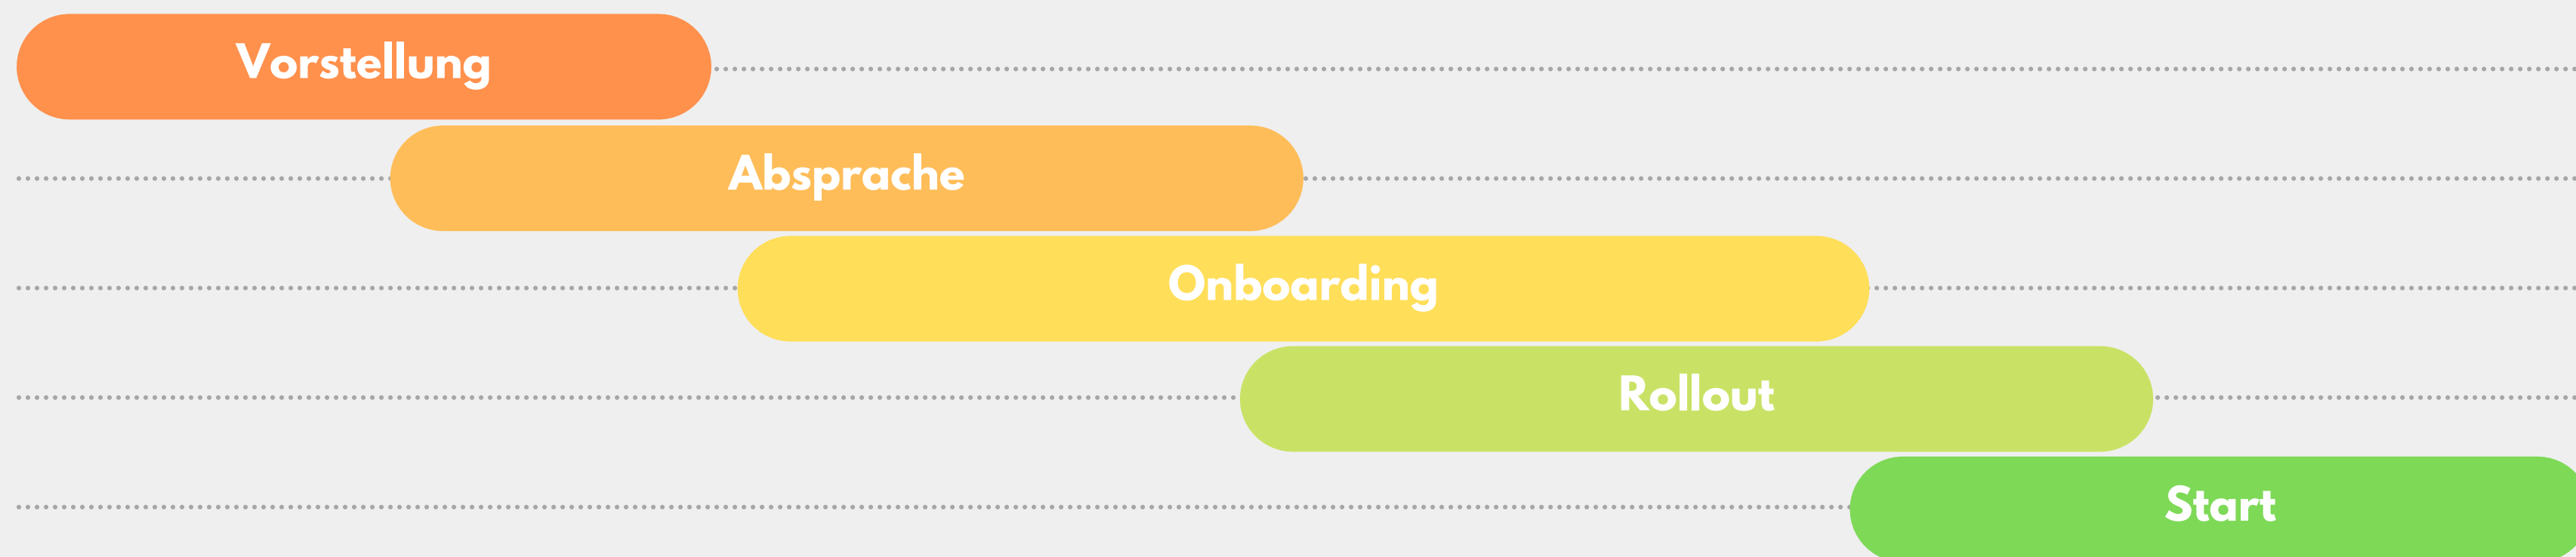 Vorstellung
Absprache
Onboarding
Rollout
Start